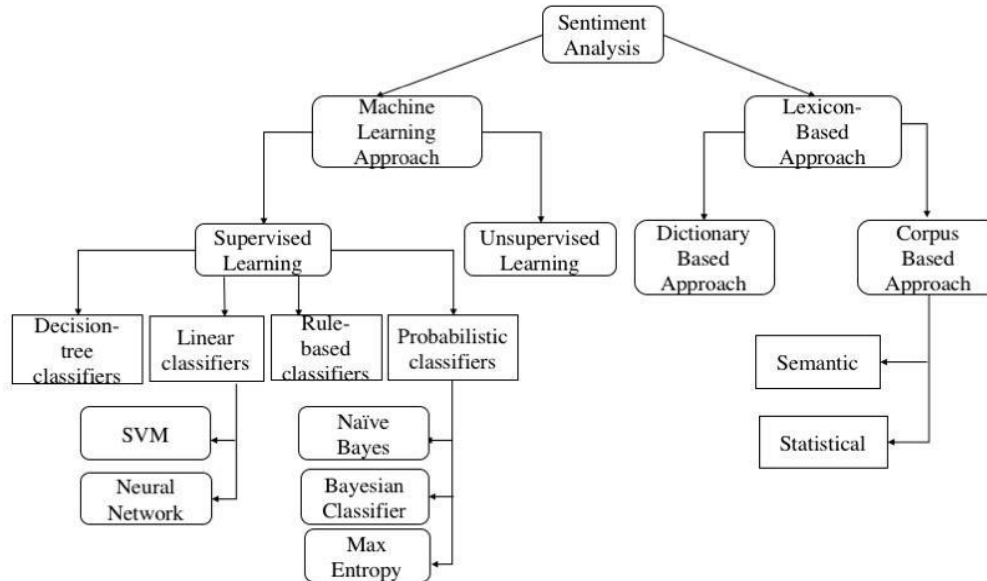 Sentiment
Analysis
Machine
Learning
Approach
Lexicon-
Based
Approach
Supervised
Learning
Unsupervised
Learning
Dictionary
Based
Approach
Corpus
Based
Approach
Decision-
tree
classifiers
Linear
classifiers
Rule-
based
classifiers
Probabilistic
classifiers
Semantic
SVM
Naïve
Bayes
Statistical
Neural
Network
Bayesian
Classifier
Max
Entropy